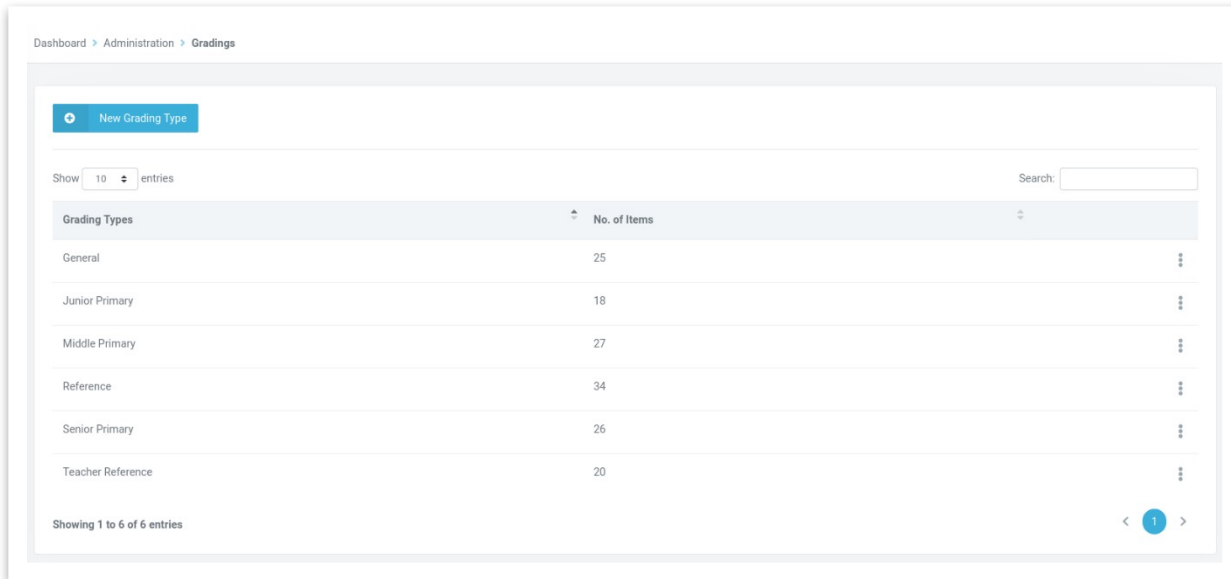 Dashboard > Administration > Gradings
New Grading Type
Show 10 entries
Search:
Grading Types No. of Items
General 25
Junior Primary 18
Middle Primary 27
Reference 34
Senior Primary 26
Teacher Reference 20
Showing 1 to 6 of 6 entries
< 1 >